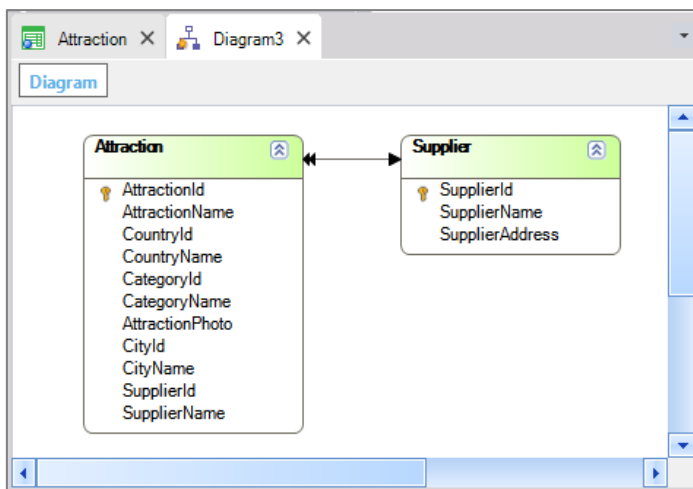 Attraction
Diagram3
Diagram
Attraction
AttractionId
AttractionName
CountryId
CountryName
CategoryId
CategoryName
AttractionPhoto
CityId
CityName
SupplierId
SupplierName
Supplier
SupplierId
SupplierName
SupplierAddress